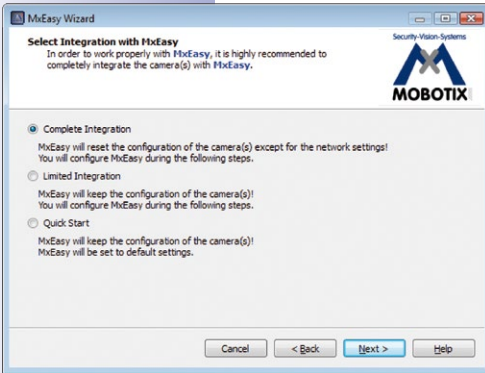 MxEasy Wizard
Select Integration with MxEasy
In order to work properly with MxEasy, it is highly recommended to
completely integrate the camera(s) with MxEasy.
Security-Vision-Systems
MOBOTIX
Complete Integration
MxEasy will reset the configuration of the camera(s) except for the network settings!
You will configure MxEasy during the following steps.
Limited Integration
MxEasy will keep the configuration of the camera(s)!
You will configure MxEasy during the following steps.
Quick Start
MxEasy will keep the configuration of the camera(s)!
MxEasy will be set to default settings.
Cancel
< Back
Next >
Help